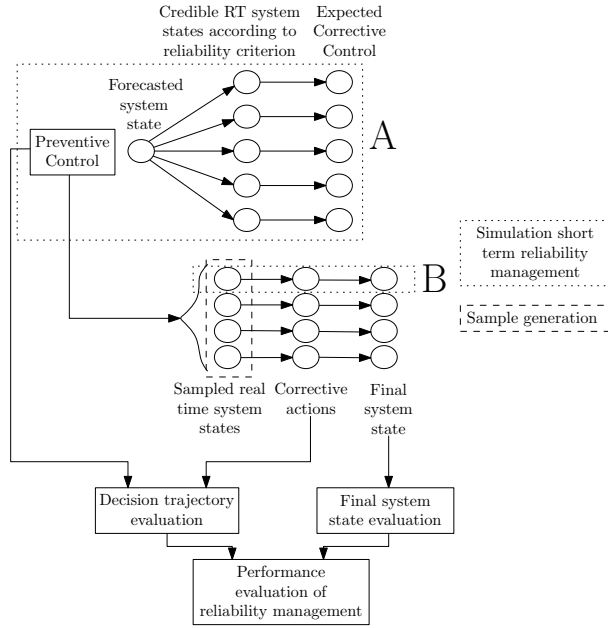 Credible RT system
states according to
reliability criterion
Expected
Corrective
Control
Forecasted
system
state
Preventive
Control
A
B
Simulation short
term reliability
management
Sample generation
Sampled real
time system
states
Corrective
actions
Final
system
state
Decision trajectory
evaluation
Final system
state evaluation
Performance
evaluation of
reliability management